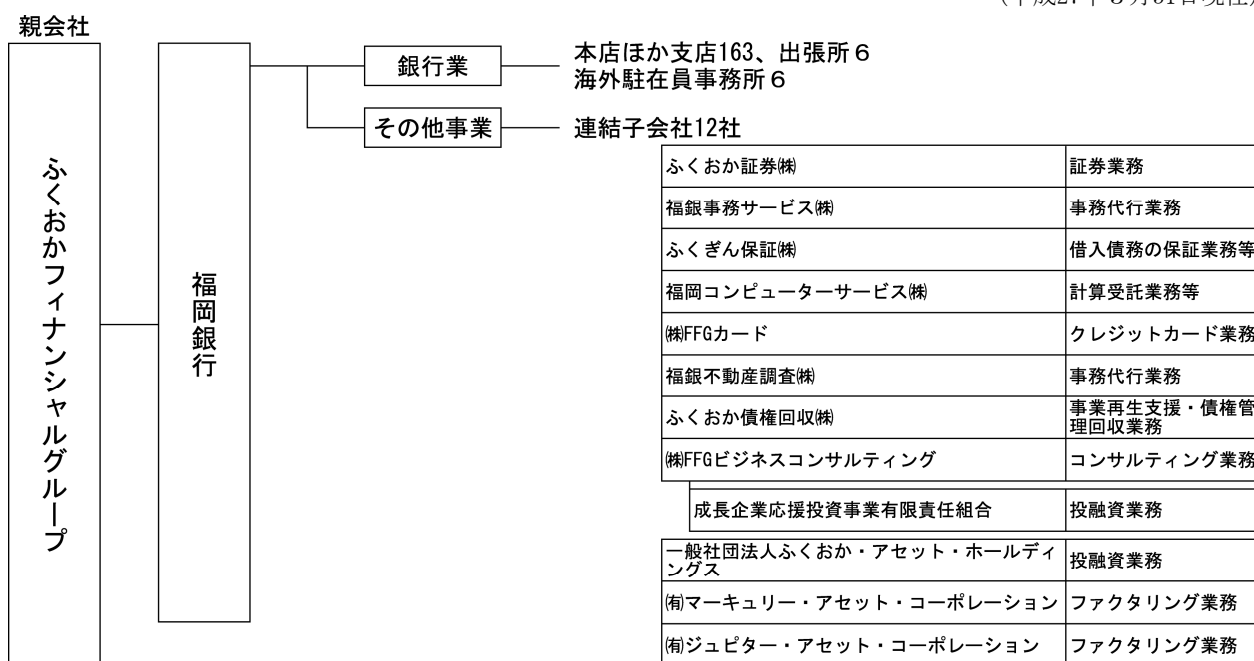 親会社
ふくおかフィナンシャルグループ
福岡銀行
銀行業
本店ほか支店163、出張所６
海外駐在員事務所６
その他事業
連結子会社12社
ふくおか証券㈱ 証券業務
福銀事務サービス㈱ 事務代行業務
ふくぎん保証㈱ 借入債務の保証業務等
福岡コンピューターサービス㈱ 計算受託業務等
㈱FFGカード クレジットカード業務
福銀不動産調査㈱ 事務代行業務
ふくおか債権回収㈱ 事業再生支援・債権管
理回収業務
㈱FFGビジネスコンサルティング コンサルティング業務
成長企業応援投資事業有限責任組合 投融資業務
一般社団法人ふくおか・アセット・ホールディ
ングス 投融資業務
㈲マーキュリー・アセット・コーポレーション ファクタリング業務
㈲ジュピター・アセット・コーポレーション ファクタリング業務